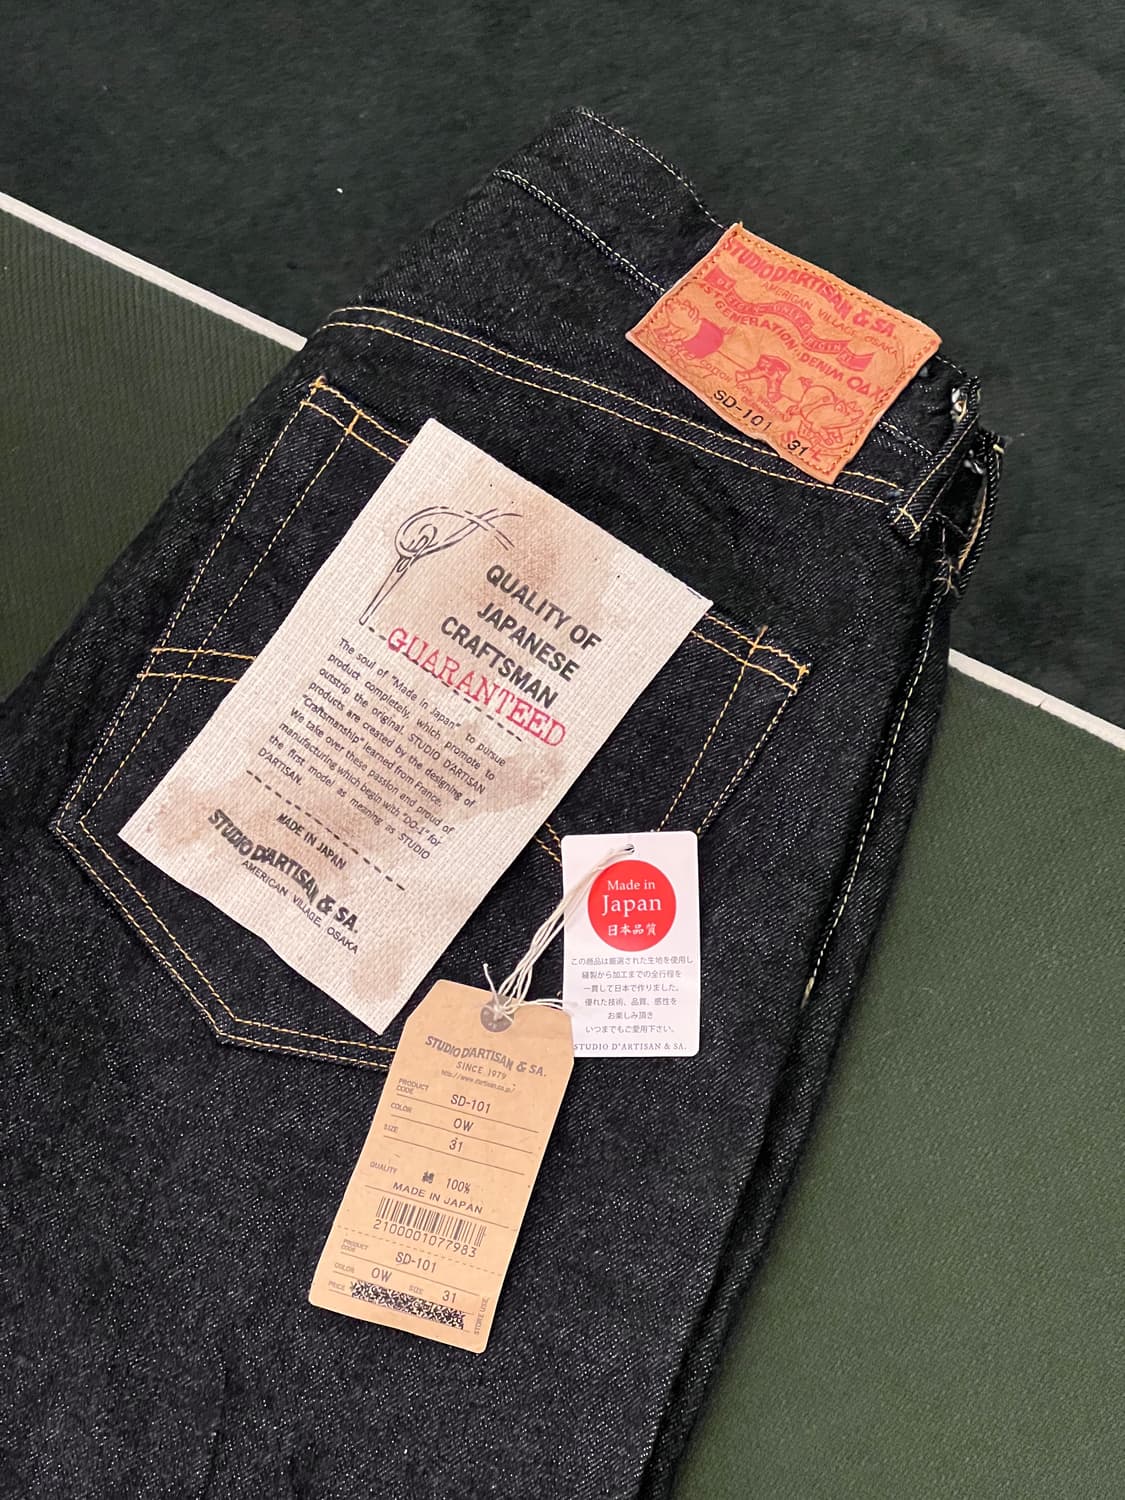 STUDIO D'ARTISAN & SA.
AMERICAN VILLAGE, OSAKA
GENERATION, DENIM
SD-101 31
QUALITY OF
JAPANESE
CRAFTSMAN
GUARANTEED
The soul of "Made in Japan" to pursue
product completely, which promote to
outstrip the original. STUDIO D'ARTISAN
products are created by the designing of
"Craftsmanship" learned from France.
We take over these passion and proud of
manufacturing which begin with "DO-1" for
the first model as meaning as STUDIO
D'ARTISAN.
MADE IN JAPAN
STUDIO D'ARTISAN & SA.
AMERICAN VILLAGE, OSAKA
Made in
Japan
日本品質
この商品は厳選された生地を使用し
縫製から加工までの全行程を
一貫して日本で作りました。
優れた技術、品質、感性を
お楽しみ頂き
いつまでもご愛用下さい。
STUDIO D'ARTISAN & SA.
STUDIO D'ARTISAN & SA.
SINCE 1979
http://www.dartisan.co.jp/
PRODUCT CODE SD-101
COLOR OW
SIZE 31
QUALITY 綿 100%
MADE IN JAPAN
2100001077983
PRODUCT CODE SD-101
COLOR OW SIZE 31
PRICE
STORE USE